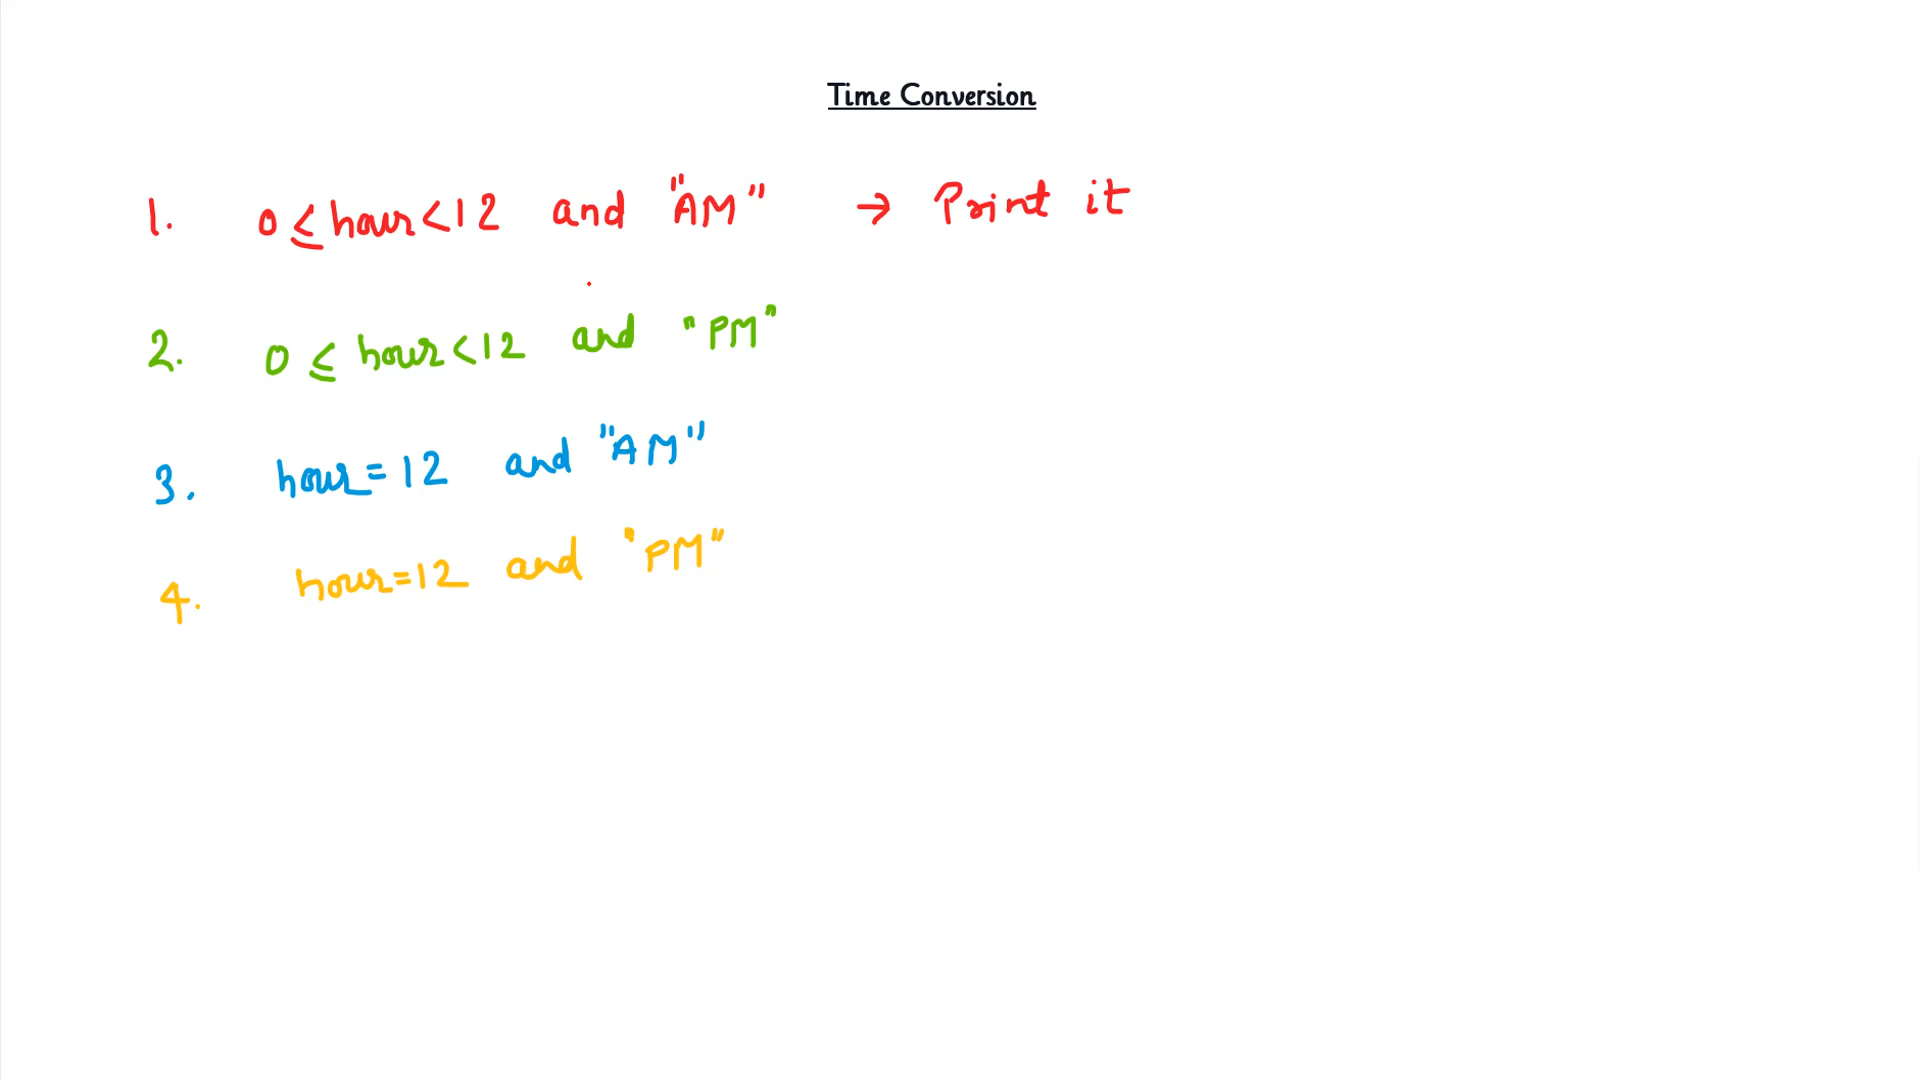 Time Conversion
1. 0 ≤ hour < 12 and "AM" → Print it
2. 0 ≤ hour < 12 and "PM"
3. hour = 12 and "AM"
4. hour = 12 and "PM"